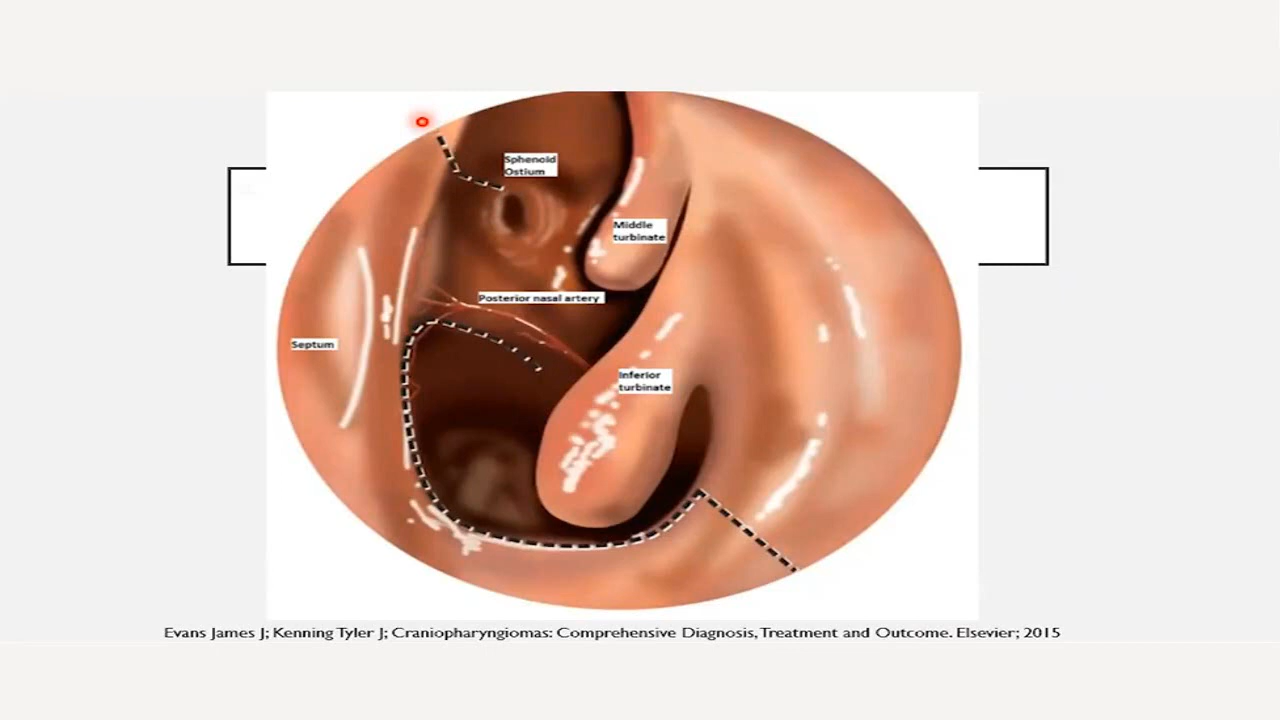 Sphenoid
Ostium
Middle
turbinate
Posterior nasal artery
Septum
Inferior
turbinate
Evans James J; Kenning Tyler J; Craniopharyngiomas: Comprehensive Diagnosis, Treatment and Outcome. Elsevier; 2015